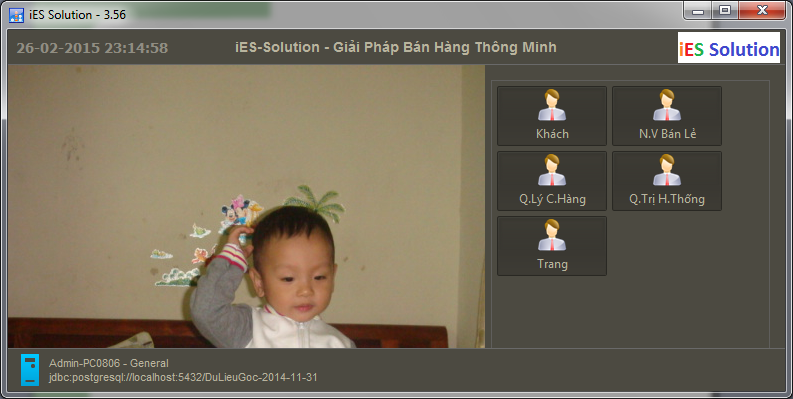 iES Solution - 3.56
26-02-2015 23:14:58
iES-Solution - Giải Pháp Bán Hàng Thông Minh
iES Solution
Khách
N.V Bán Lẻ
Q.Lý C.Hàng
Q.Trị H.Thống
Trang
Admin-PC0806 - General
jdbc:postgresql://localhost:5432/DuLieuGoc-2014-11-31